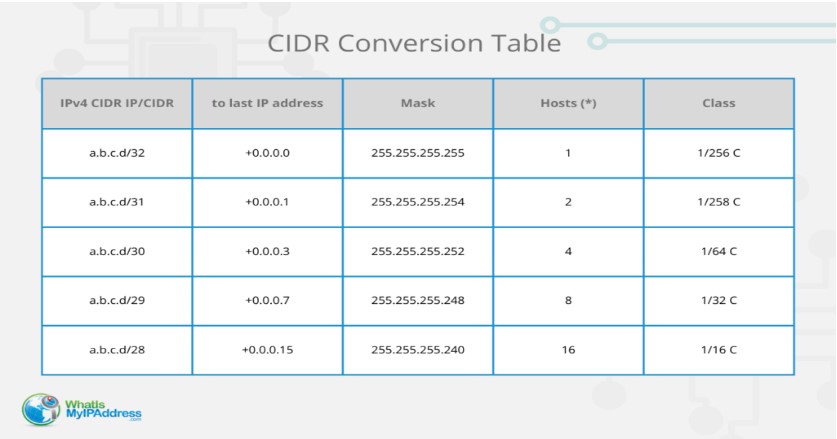 CIDR Conversion Table
IPv4 CIDR IP/CIDR to last IP address Mask Hosts (*) Class
a.b.c.d/32 +0.0.0.0 255.255.255.255 1 1/256 C
a.b.c.d/31 +0.0.0.1 255.255.255.254 2 1/258 C
a.b.c.d/30 +0.0.0.3 255.255.255.252 4 1/64 C
a.b.c.d/29 +0.0.0.7 255.255.255.248 8 1/32 C
a.b.c.d/28 +0.0.0.15 255.255.255.240 16 1/16 C
WhatIs
MyIPAddress
.com